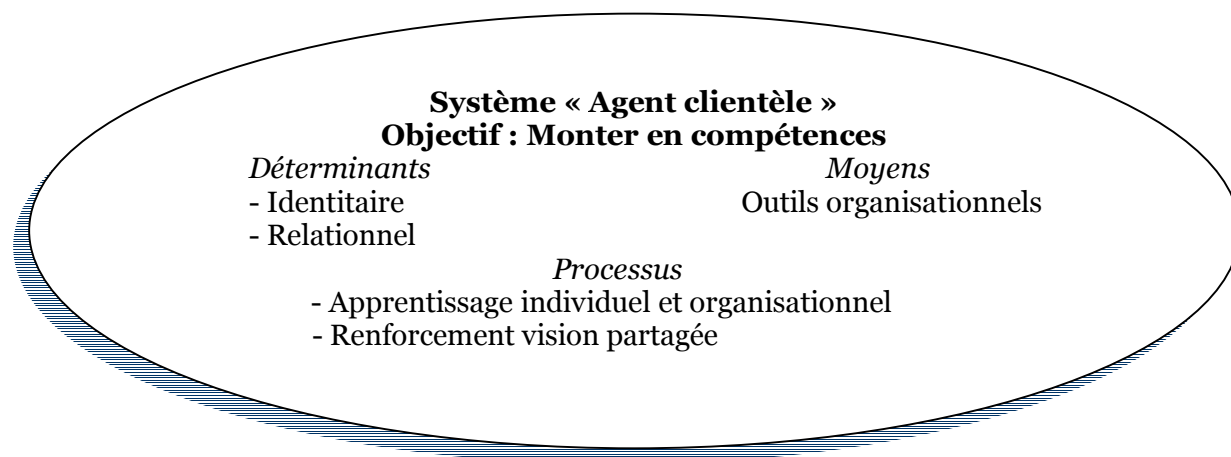 Système « Agent clientèle »
Objectif : Monter en compétences
Déterminants Moyens
- Identitaire Outils organisationnels
- Relationnel
Processus
- Apprentissage individuel et organisationnel
- Renforcement vision partagée